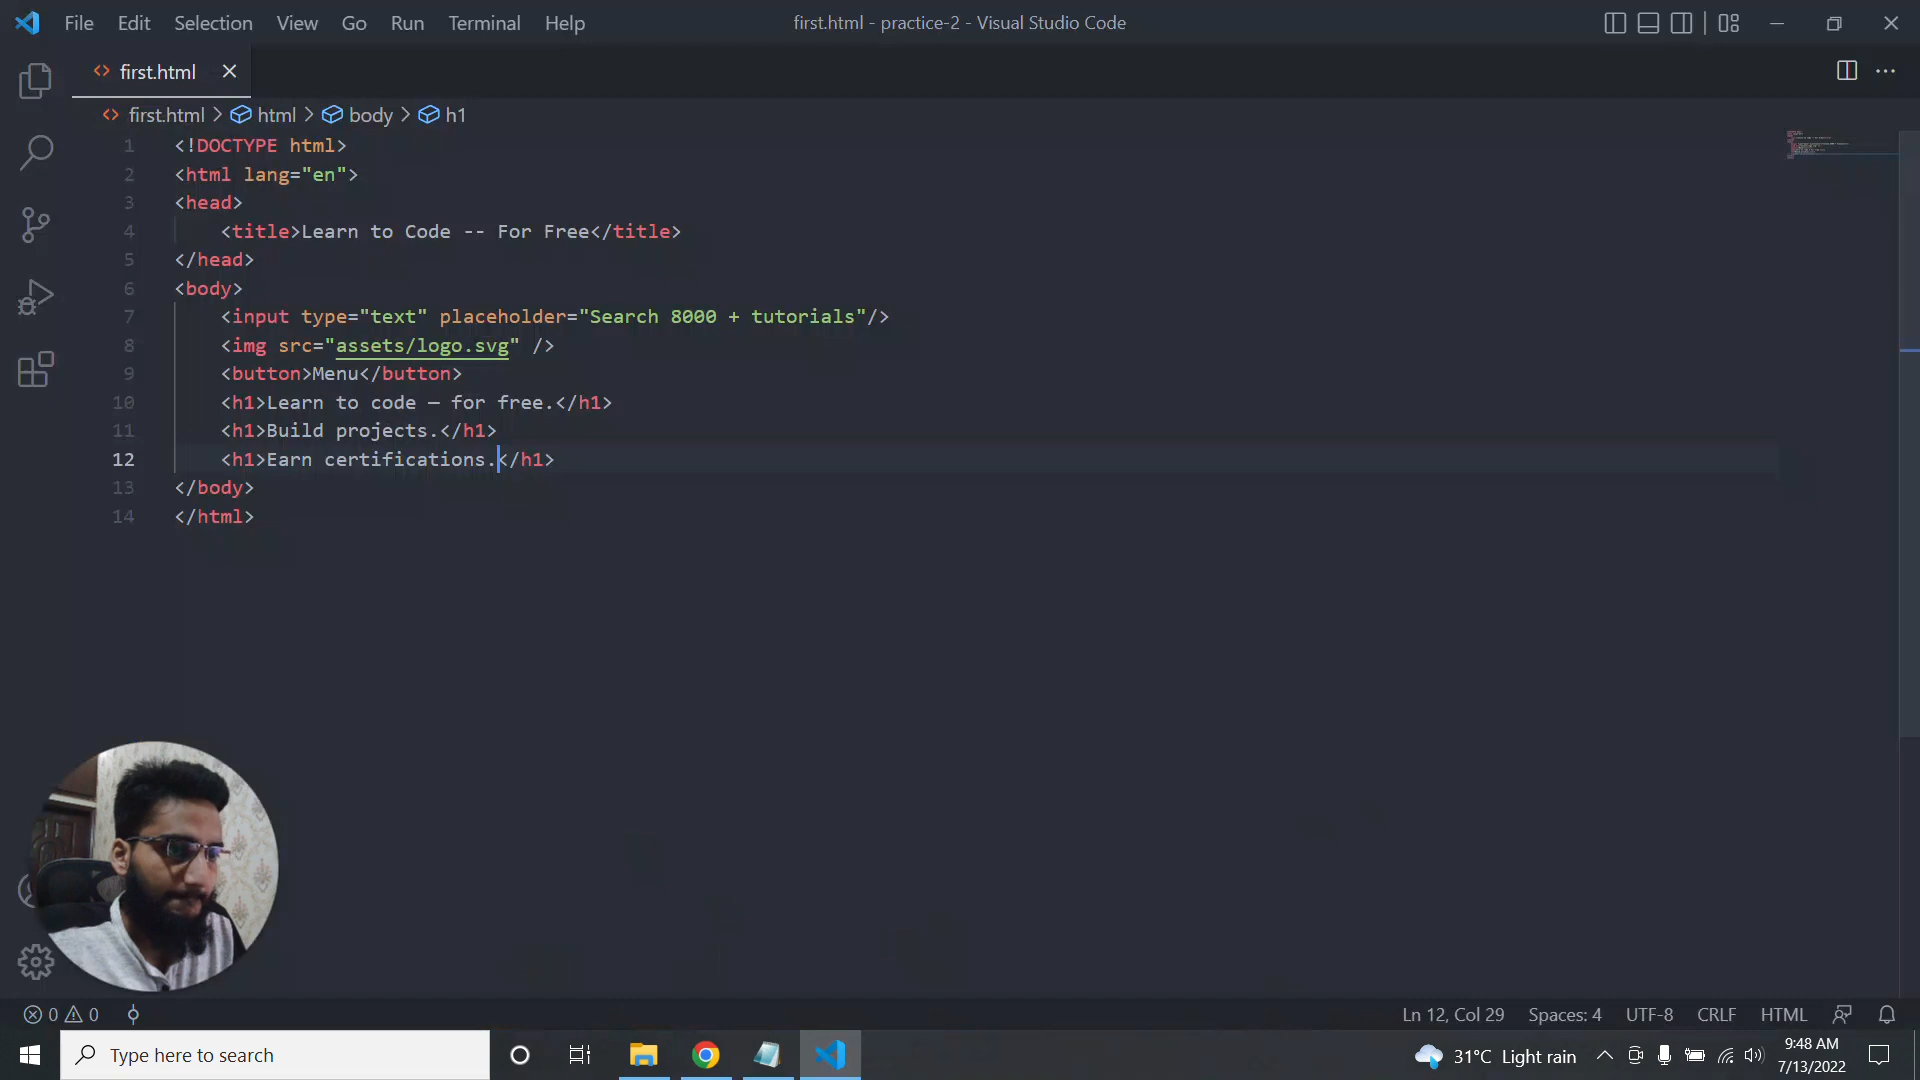 File Edit Selection View Go Run Terminal Help first.html - practice-2 - Visual Studio Code
first.html
first.html > html > body > h1
1 <!DOCTYPE html>
2 <html lang="en">
3 <head>
4 <title>Learn to Code -- For Free</title>
5 </head>
6 <body>
7 <input type="text" placeholder="Search 8000 + tutorials"/>
8 <img src="assets/logo.svg" />
9 <button>Menu</button>
10 <h1>Learn to code — for free.</h1>
11 <h1>Build projects.</h1>
12 <h1>Earn certifications.</h1>
13 </body>
14 </html>
0 0 Ln 12, Col 29 Spaces: 4 UTF-8 CRLF HTML
Type here to search 31°C Light rain 9:48 AM
7/13/2022